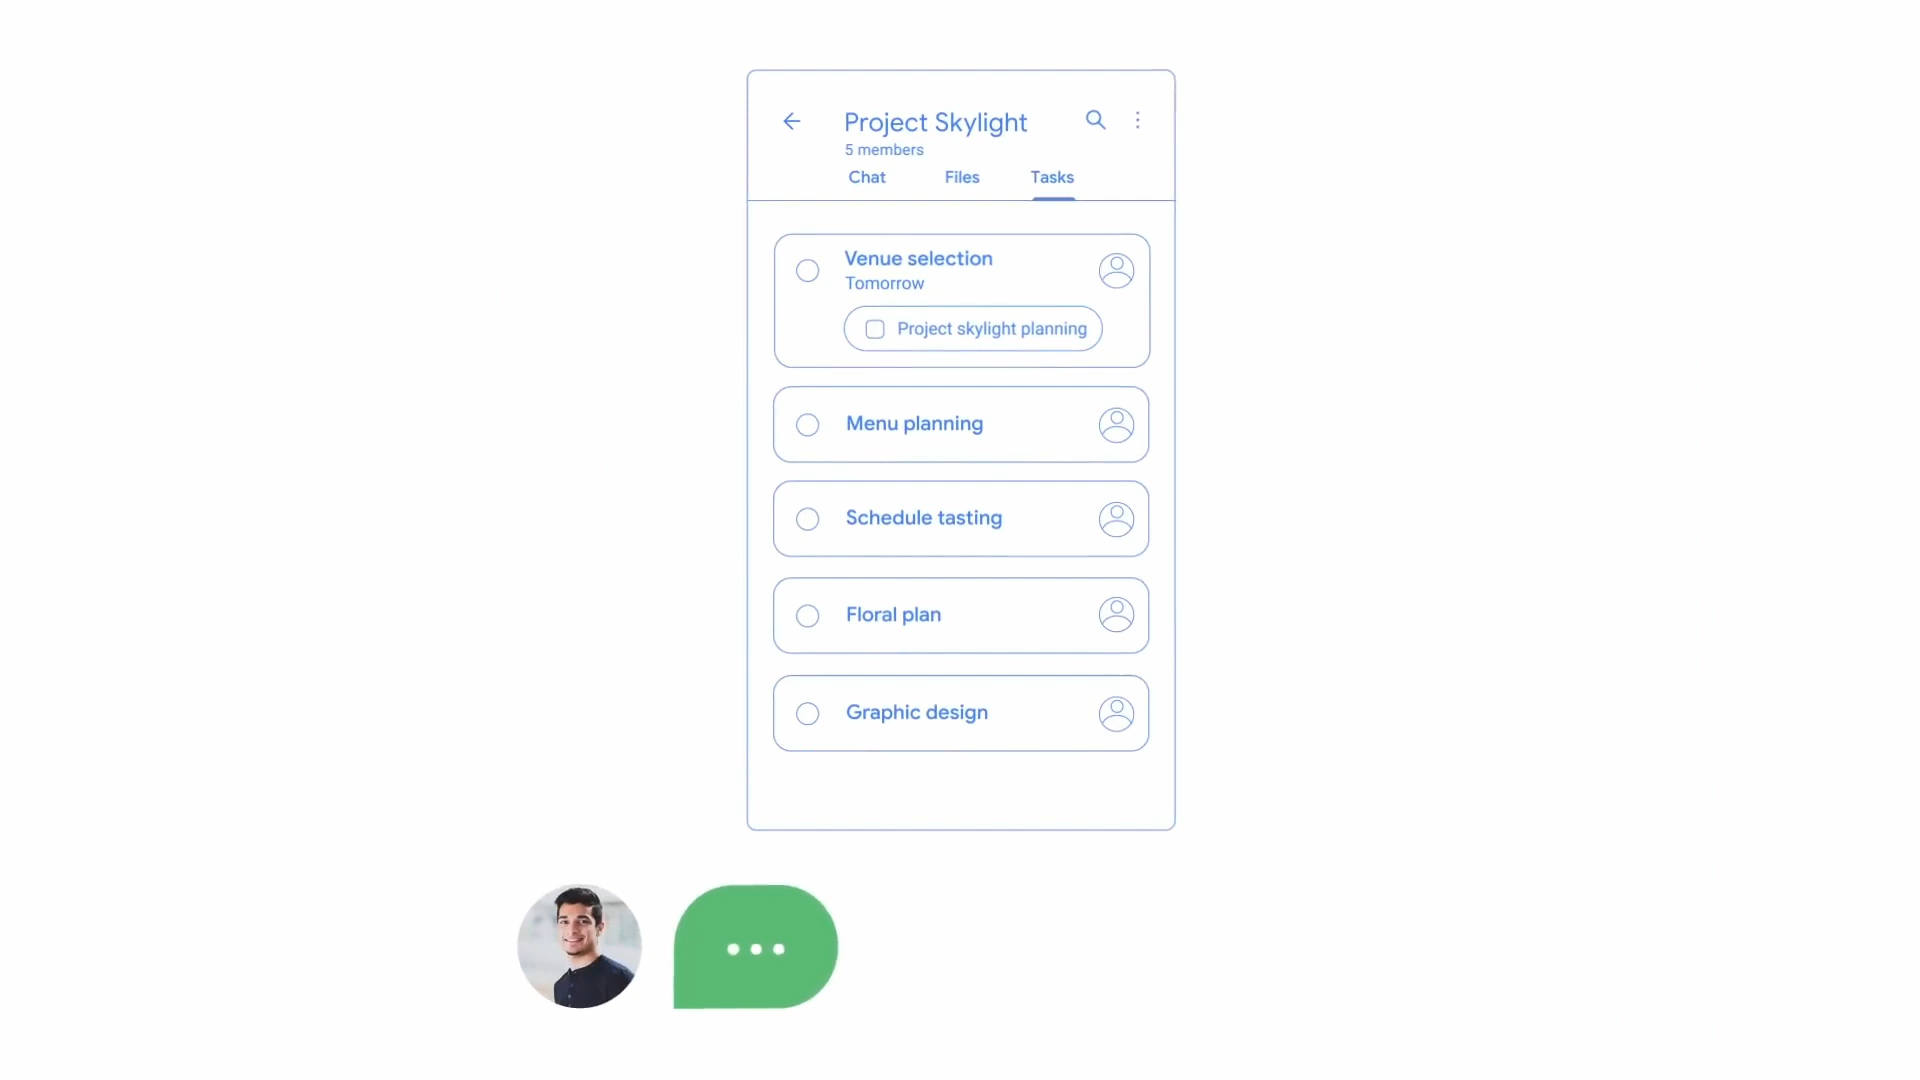 Project Skylight
5 members
Chat Files Tasks
Venue selection
Tomorrow
Project skylight planning
Menu planning
Schedule tasting
Floral plan
Graphic design